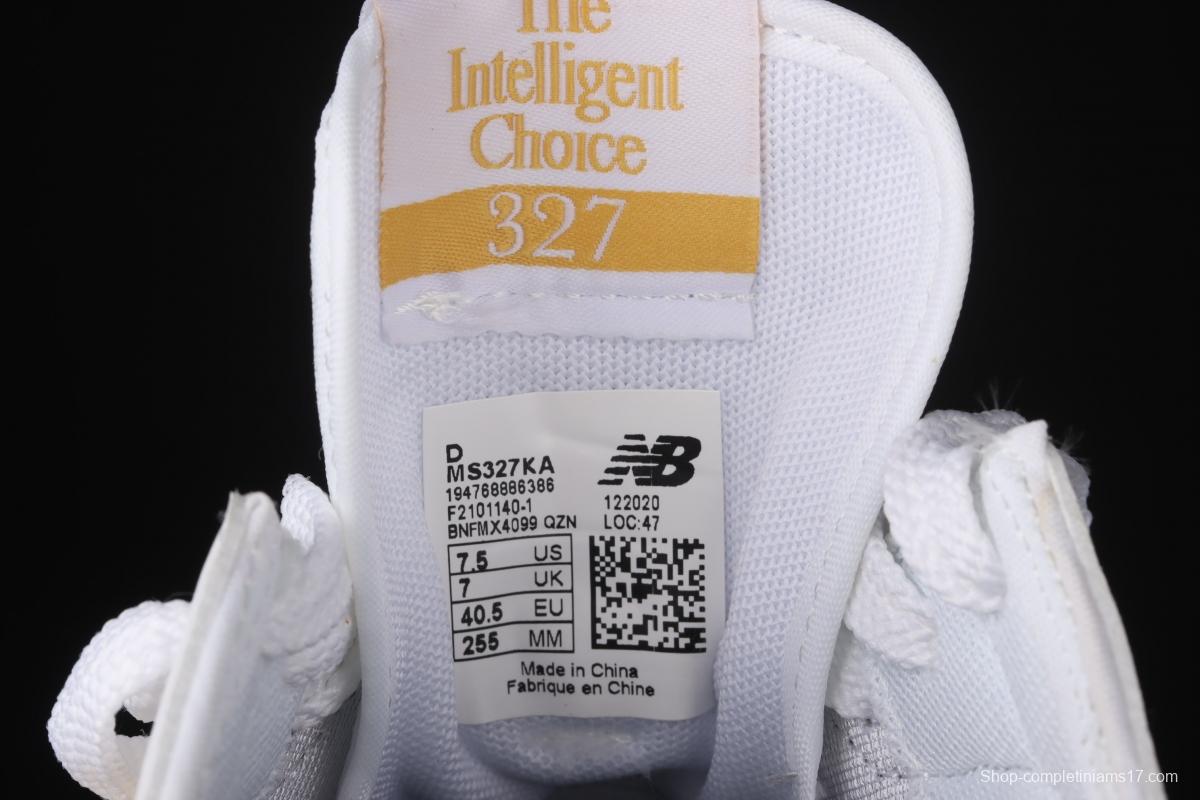 The
Intelligent
Choice
327
D
MS327KA
194768886386
F2101140-1
BNFMX4099 QZN
NB
122020
LOC:47
7.5 US
7 UK
40.5 EU
255 MM
Made in China
Fabrique en Chine
Shop-completiniams17.com